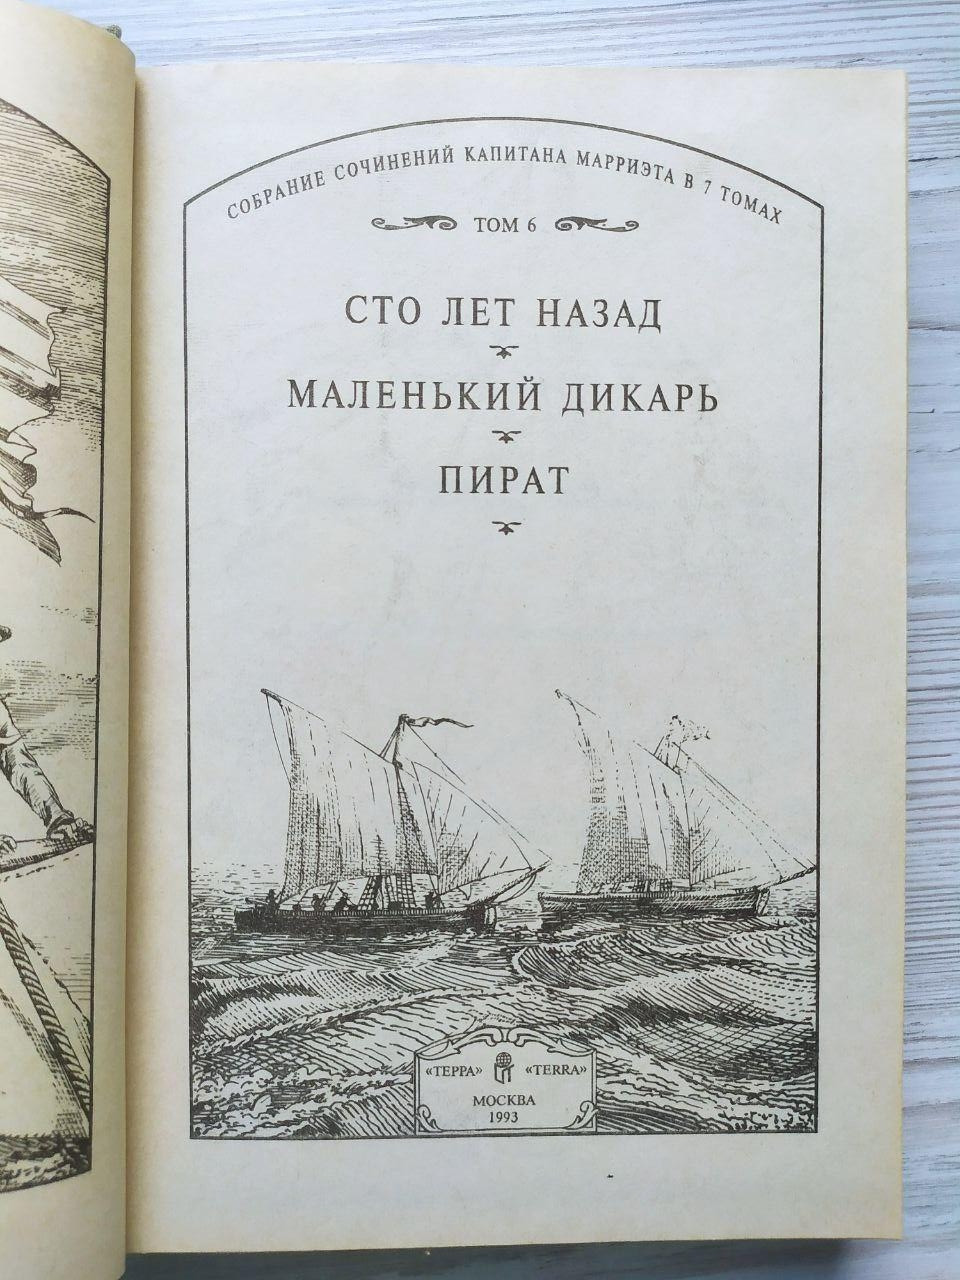 СОБРАНИЕ СОЧИНЕНИЙ КАПИТАНА МАРРИЭТА В 7 ТОМАХ
ТОМ 6
СТО ЛЕТ НАЗАД
МАЛЕНЬКИЙ ДИКАРЬ
ПИРАТ
«ТЕРРА» «TERRA»
МОСКВА
1993